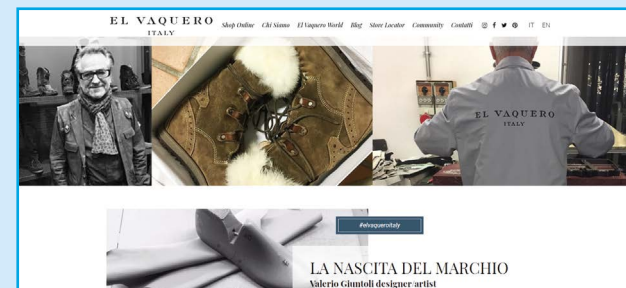 EL VAQUERO
ITALY
Shop Online Chi Siamo El Vaquero World Blog Store Locator Community Contatti IT EN
EL VAQUERO
ITALY
#elvaqueroitaly
LA NASCITA DEL MARCHIO
Valerio Giuntoli designer/artist